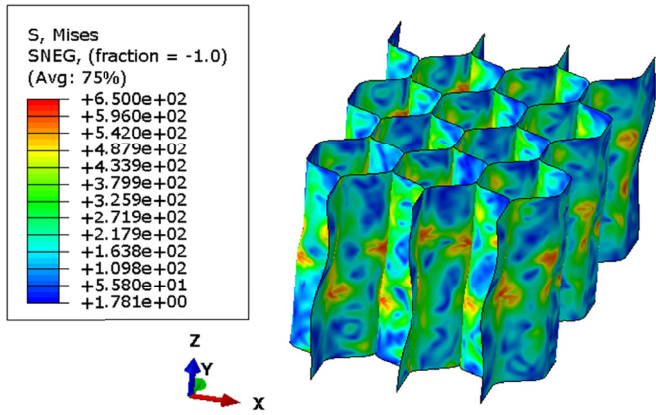 S, Mises
SNEG, (fraction = -1.0)
(Avg: 75%)
+6.500e+02
+5.960e+02
+5.420e+02
+4.879e+02
+4.339e+02
+3.799e+02
+3.259e+02
+2.719e+02
+2.179e+02
+1.638e+02
+1.098e+02
+5.580e+01
+1.781e+00
Z
Y
X